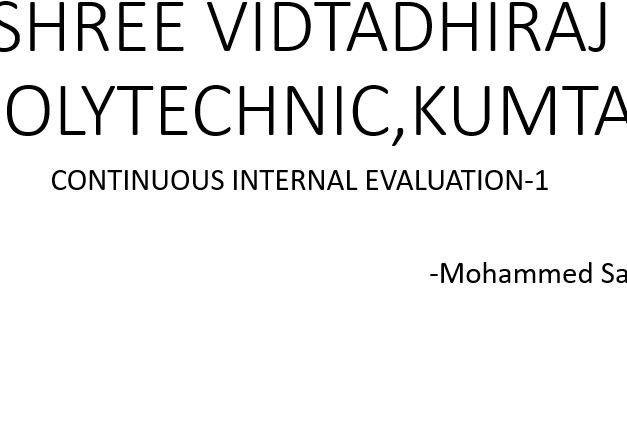 SHREE VIDTADHIRAJ
OLYTECHNIC,KUMTA
CONTINUOUS INTERNAL EVALUATION-1
-Mohammed Sa